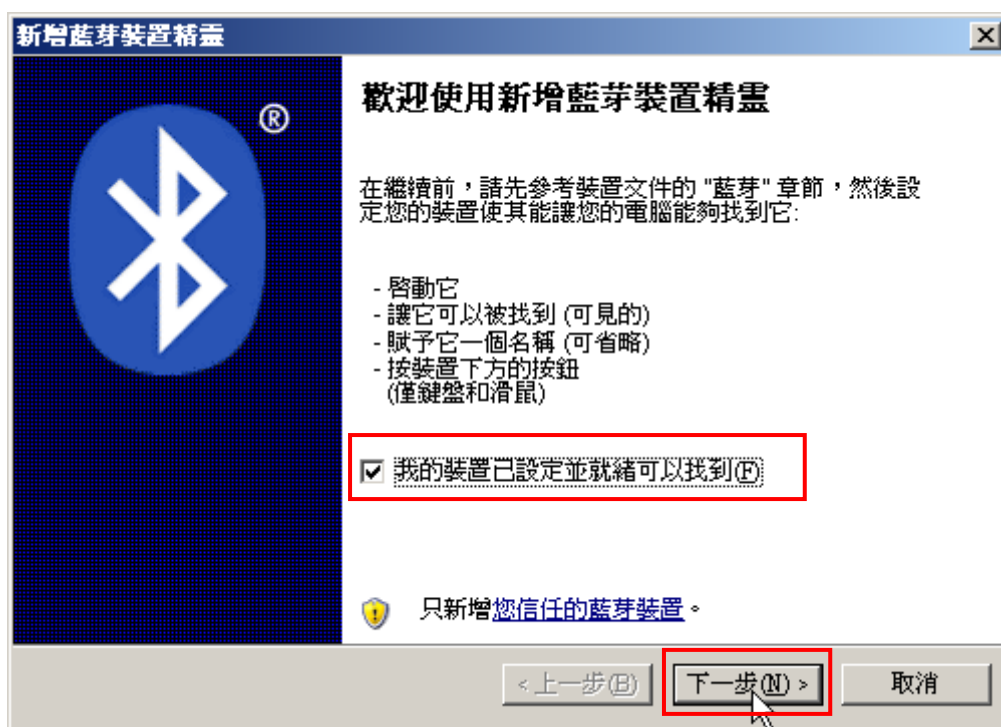 新增藍芽裝置精靈
®
歡迎使用新增藍芽裝置精靈
在繼續前，請先參考裝置文件的 "藍芽" 章節，然後設
定您的裝置使其能讓您的電腦能夠找到它:
- 啓動它
- 讓它可以被找到 (可見的)
- 賦予它一個名稱 (可省略)
- 按裝置下方的按鈕
(僅鍵盤和滑鼠)
我的裝置已設定並就緒可以找到(F)
只新增您信任的藍芽裝置。
< 上一步(B)
下一步(N) >
取消